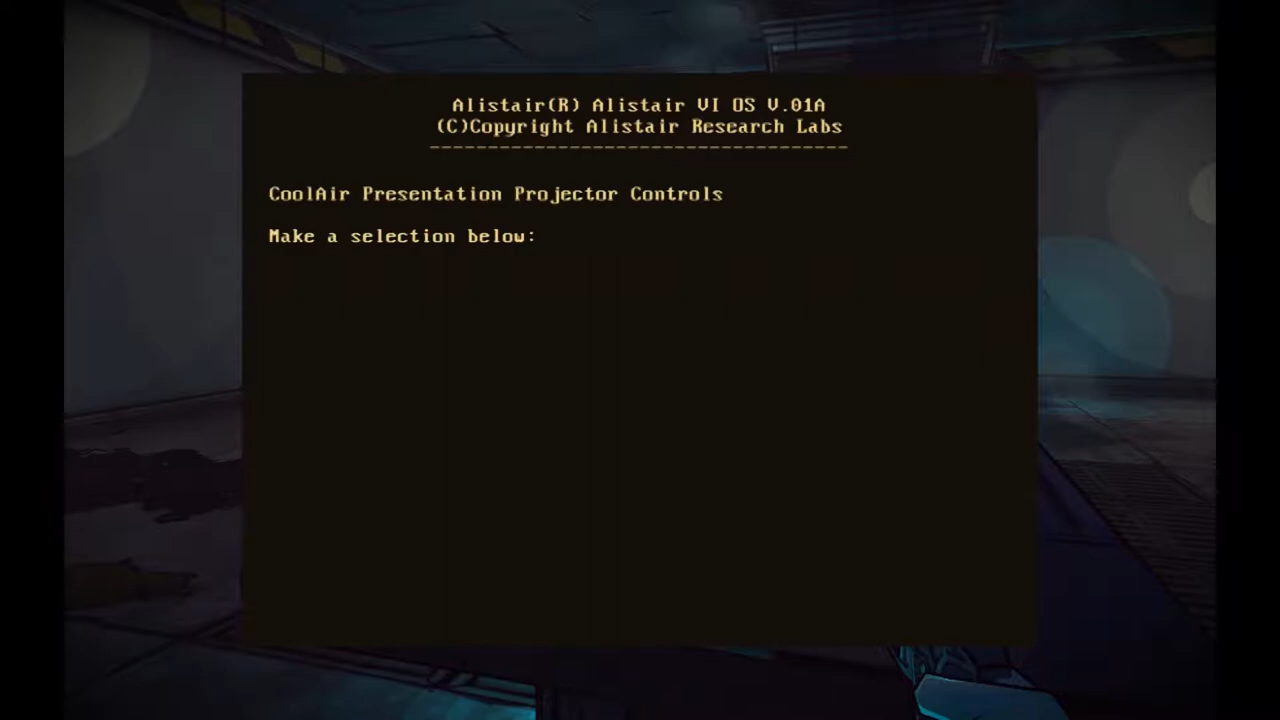 Alistair(R) Alistair VI OS V.01A
(C)Copyright Alistair Research Labs
------------------------------------
CoolAir Presentation Projector Controls
Make a selection below: